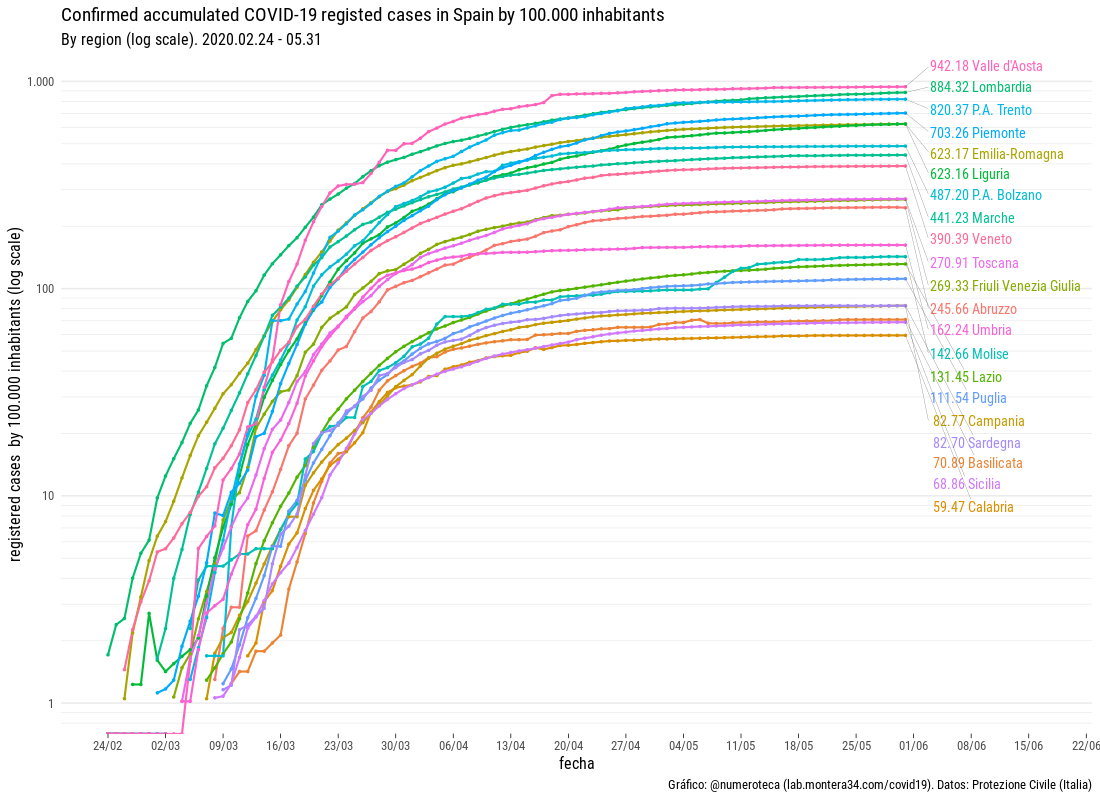 Confirmed accumulated COVID-19 registed cases in Spain by 100.000 inhabitants
By region (log scale). 2020.02.24 - 05.31
registered cases by 100.000 inhabitants (log scale)
1.000
100
10
1
942.18 Valle d'Aosta
884.32 Lombardia
820.37 P.A. Trento
703.26 Piemonte
623.17 Emilia-Romagna
623.16 Liguria
487.20 P.A. Bolzano
441.23 Marche
390.39 Veneto
270.91 Toscana
269.33 Friuli Venezia Giulia
245.66 Abruzzo
162.24 Umbria
142.66 Molise
131.45 Lazio
111.54 Puglia
82.77 Campania
82.70 Sardegna
70.89 Basilicata
68.86 Sicilia
59.47 Calabria
24/02 02/03 09/03 16/03 23/03 30/03 06/04 13/04 20/04 27/04 04/05 11/05 18/05 25/05 01/06 08/06 15/06 22/06
fecha
Gráfico: @numeroteca (lab.montera34.com/covid19). Datos: Protezione Civile (Italia)